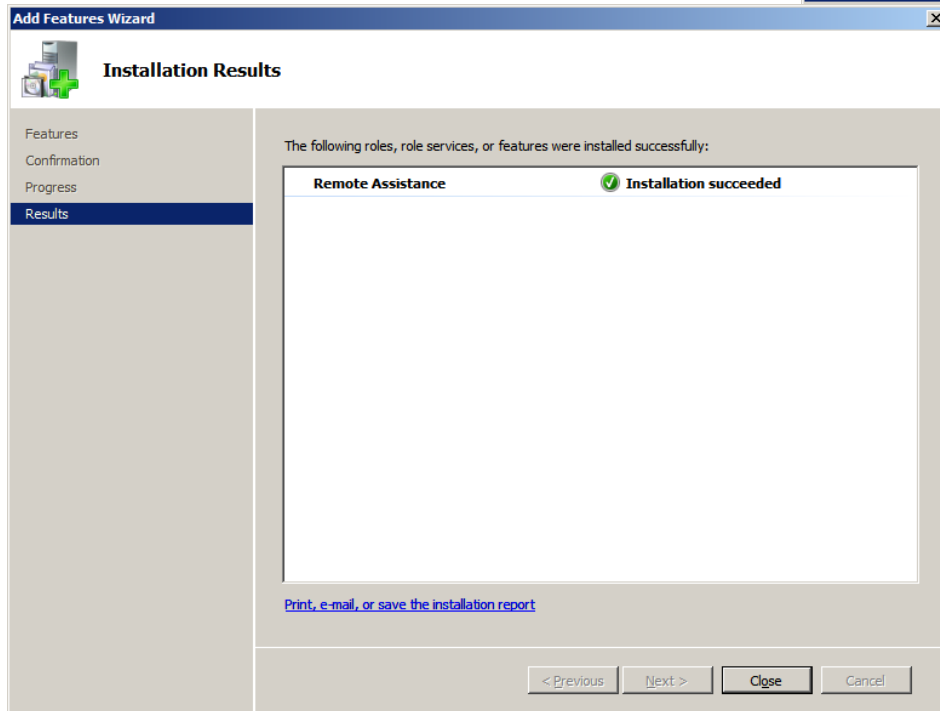 Add Features Wizard
Installation Results
Features
Confirmation
Progress
Results
The following roles, role services, or features were installed successfully:
Remote Assistance Installation succeeded
Print, e-mail, or save the installation report
< Previous Next > Close Cancel